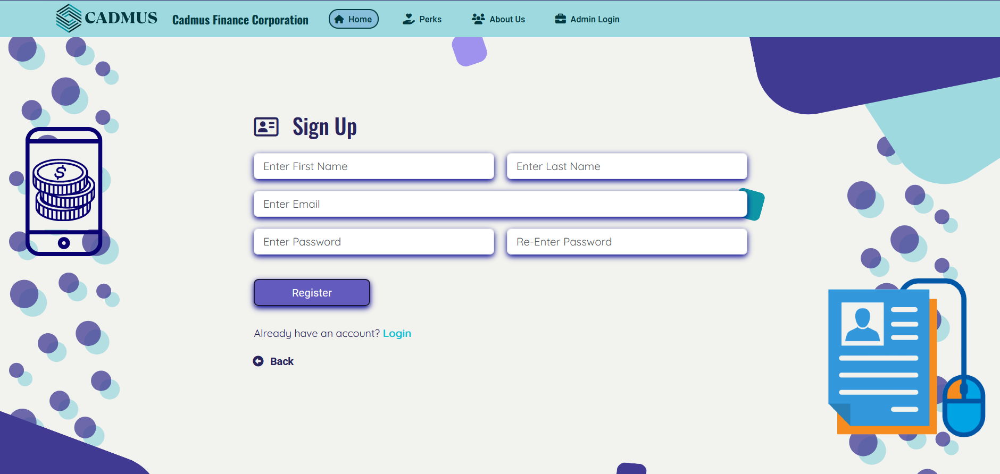 CADMUS Cadmus Finance Corporation Home Perks About Us Admin Login
Sign Up
Enter First Name Enter Last Name
Enter Email
Enter Password Re-Enter Password
Register
Already have an account? Login
Back
$